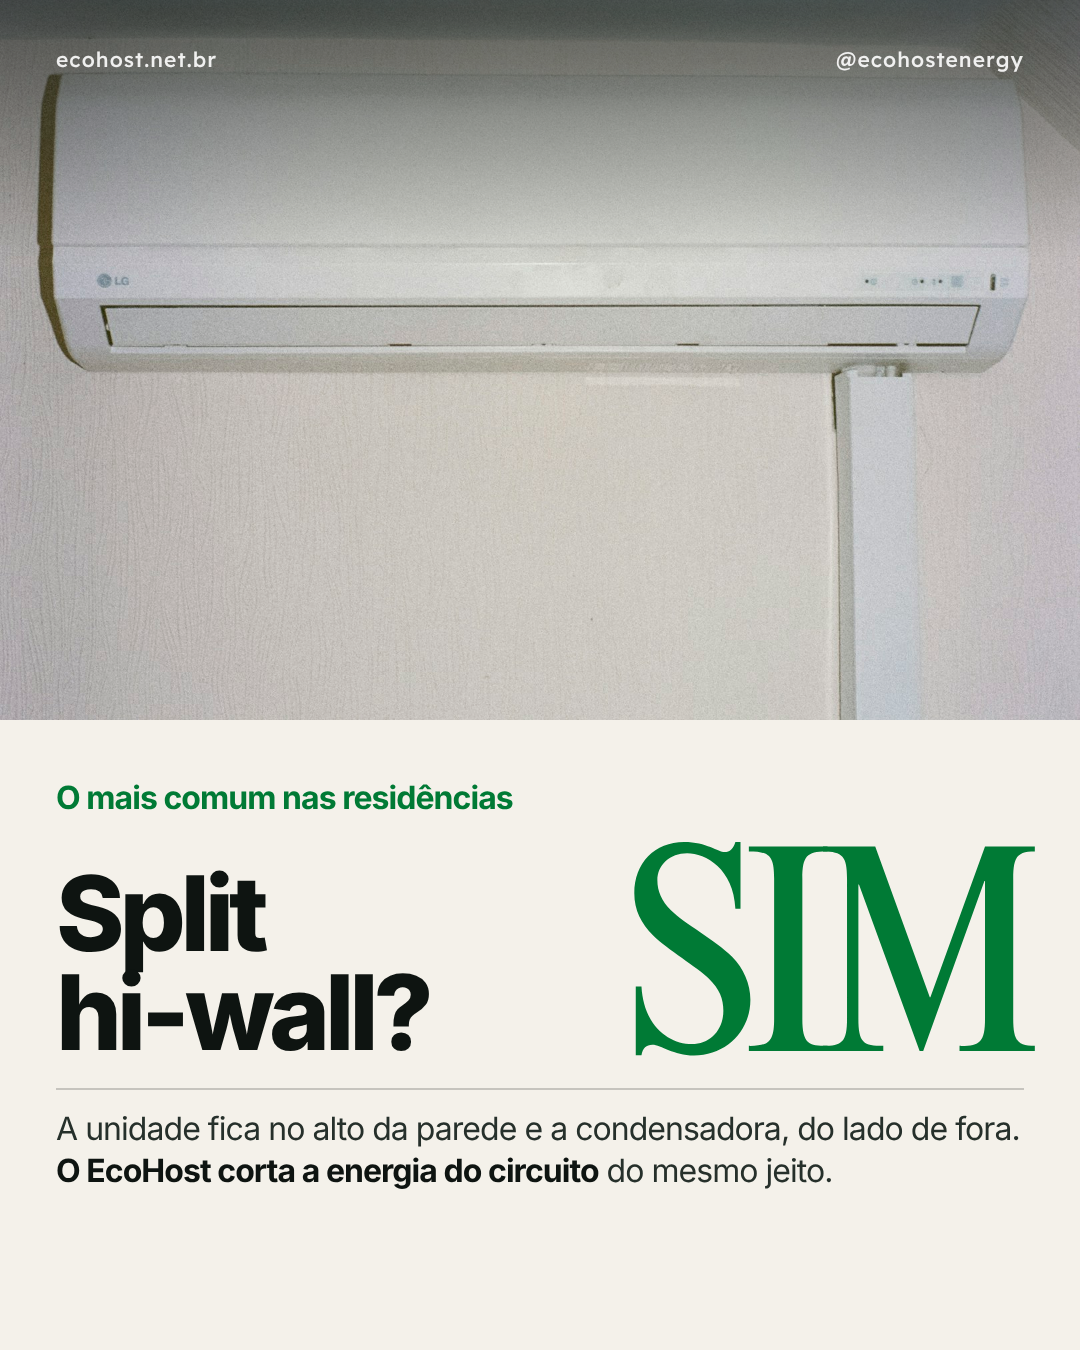 ecohost.net.br
@ecohostenergy
LG
O mais comum nas residências
Split
hi-wall?
SIM
A unidade fica no alto da parede e a condensadora, do lado de fora.
O EcoHost corta a energia do circuito do mesmo jeito.